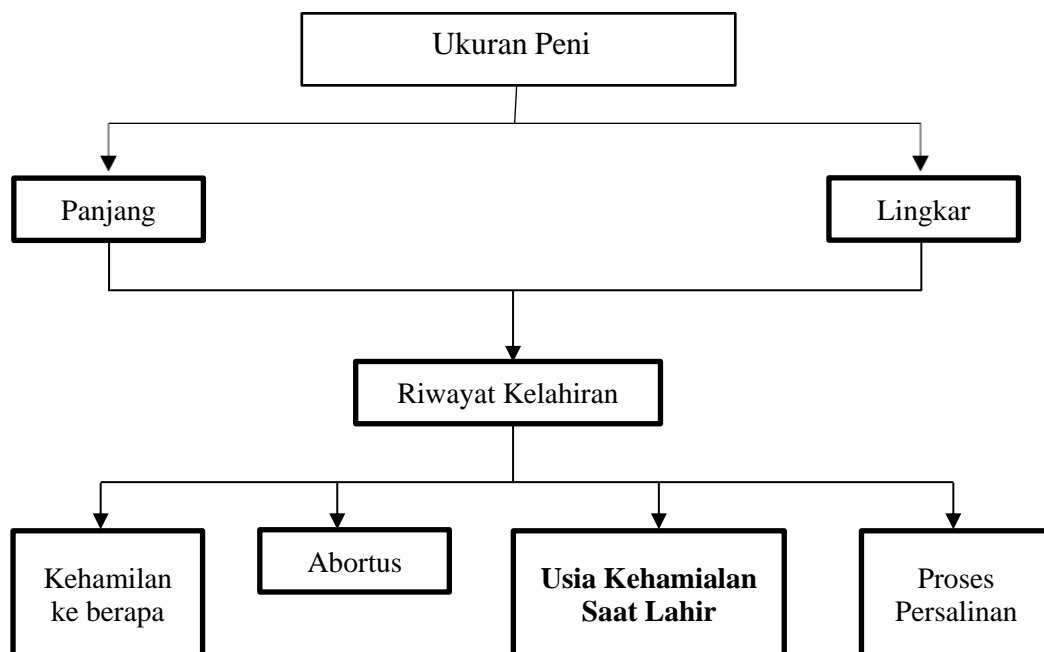 Ukuran Peni
Panjang
Lingkar
Riwayat Kelahiran
Kehamilan
ke berapa
Abortus
Usia Kehamialan
Saat Lahir
Proses
Persalinan